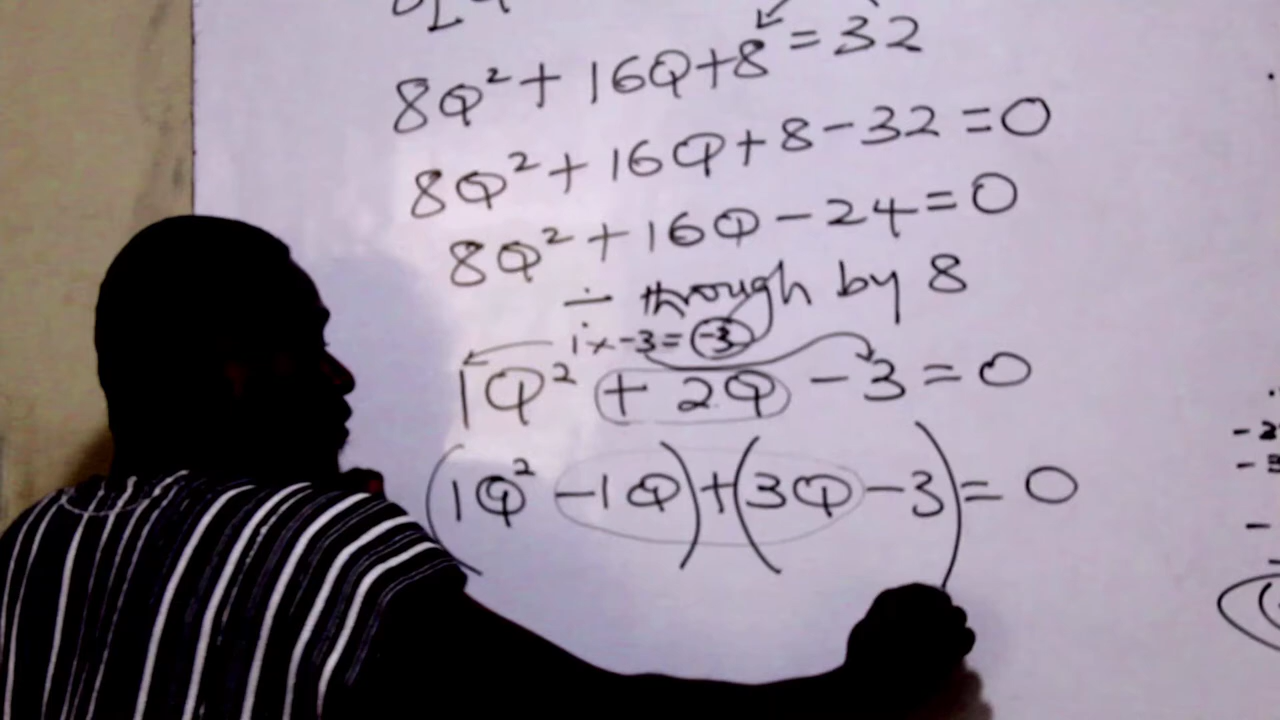 8Q² + 16Q + 8 = 32
8Q² + 16Q + 8 - 32 = 0
8Q² + 16Q - 24 = 0
÷ through by 8
1 x -3 = -3
1Q² + 2Q - 3 = 0
(1Q² - 1Q) + (3Q - 3) = 0